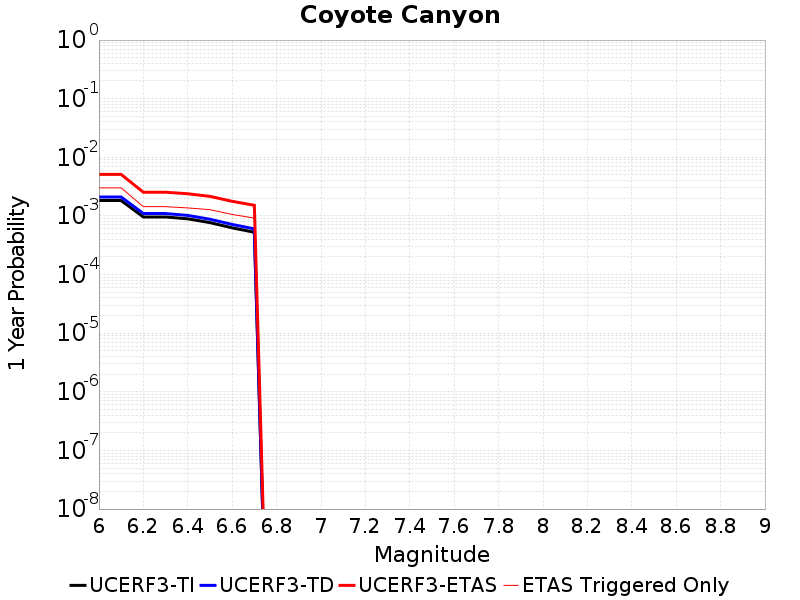 Coyote Canyon
10^0
10^-1
10^-2
10^-3
10^-4
10^-5
10^-6
10^-7
10^-8
1 Year Probability
6 6.2 6.4 6.6 6.8 7 7.2 7.4 7.6 7.8 8 8.2 8.4 8.6 8.8 9
Magnitude
UCERF3-TI UCERF3-TD UCERF3-ETAS ETAS Triggered Only